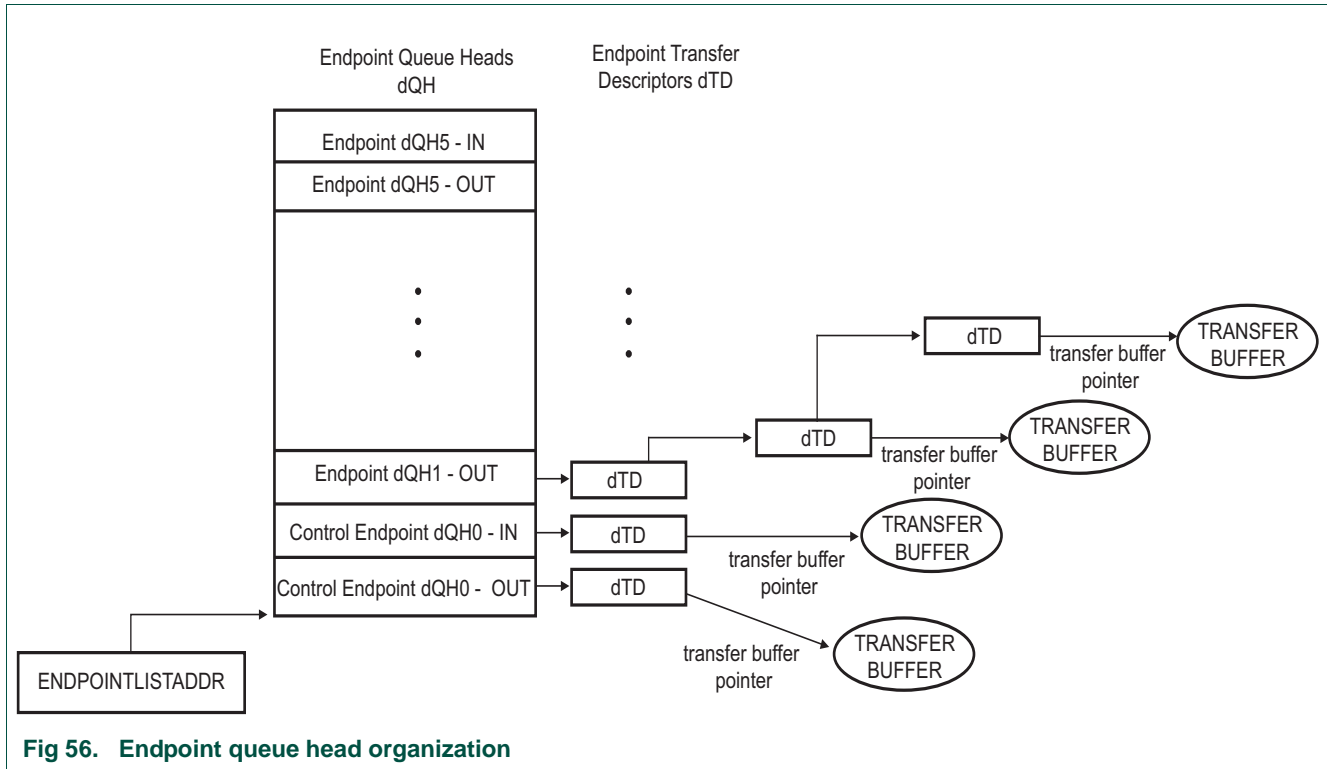 Endpoint Queue Heads
dQH
Endpoint Transfer
Descriptors dTD
Endpoint dQH5 - IN
Endpoint dQH5 - OUT
dTD
transfer buffer
pointer
TRANSFER
BUFFER
dTD
transfer buffer
pointer
TRANSFER
BUFFER
Endpoint dQH1 - OUT
dTD
Control Endpoint dQH0 - IN
dTD
transfer buffer
pointer
TRANSFER
BUFFER
Control Endpoint dQH0 - OUT
dTD
transfer buffer
pointer
TRANSFER
BUFFER
ENDPOINTLISTADDR
Fig 56. Endpoint queue head organization